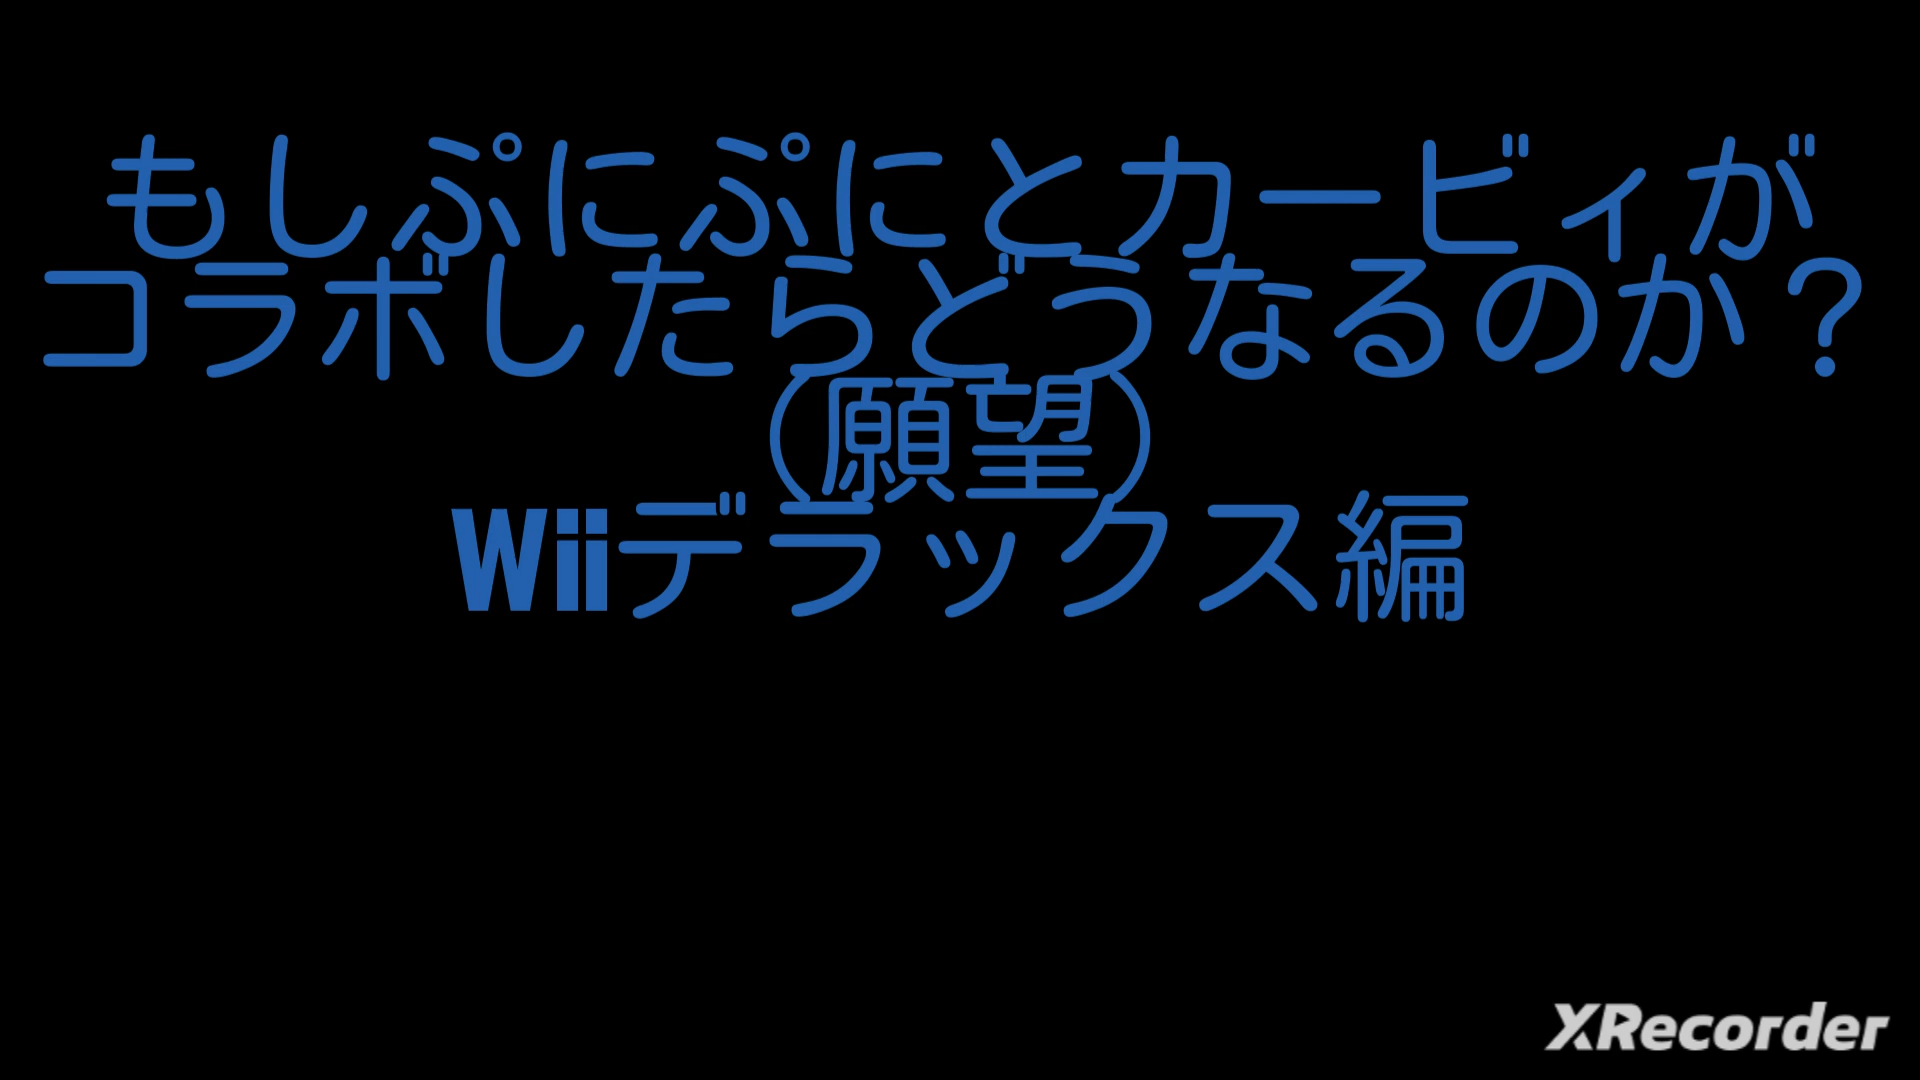 もしぷにぷにとカービィが
コラボしたらどうなるのか？
（願望）
Wiiデラックス編
XRecorder